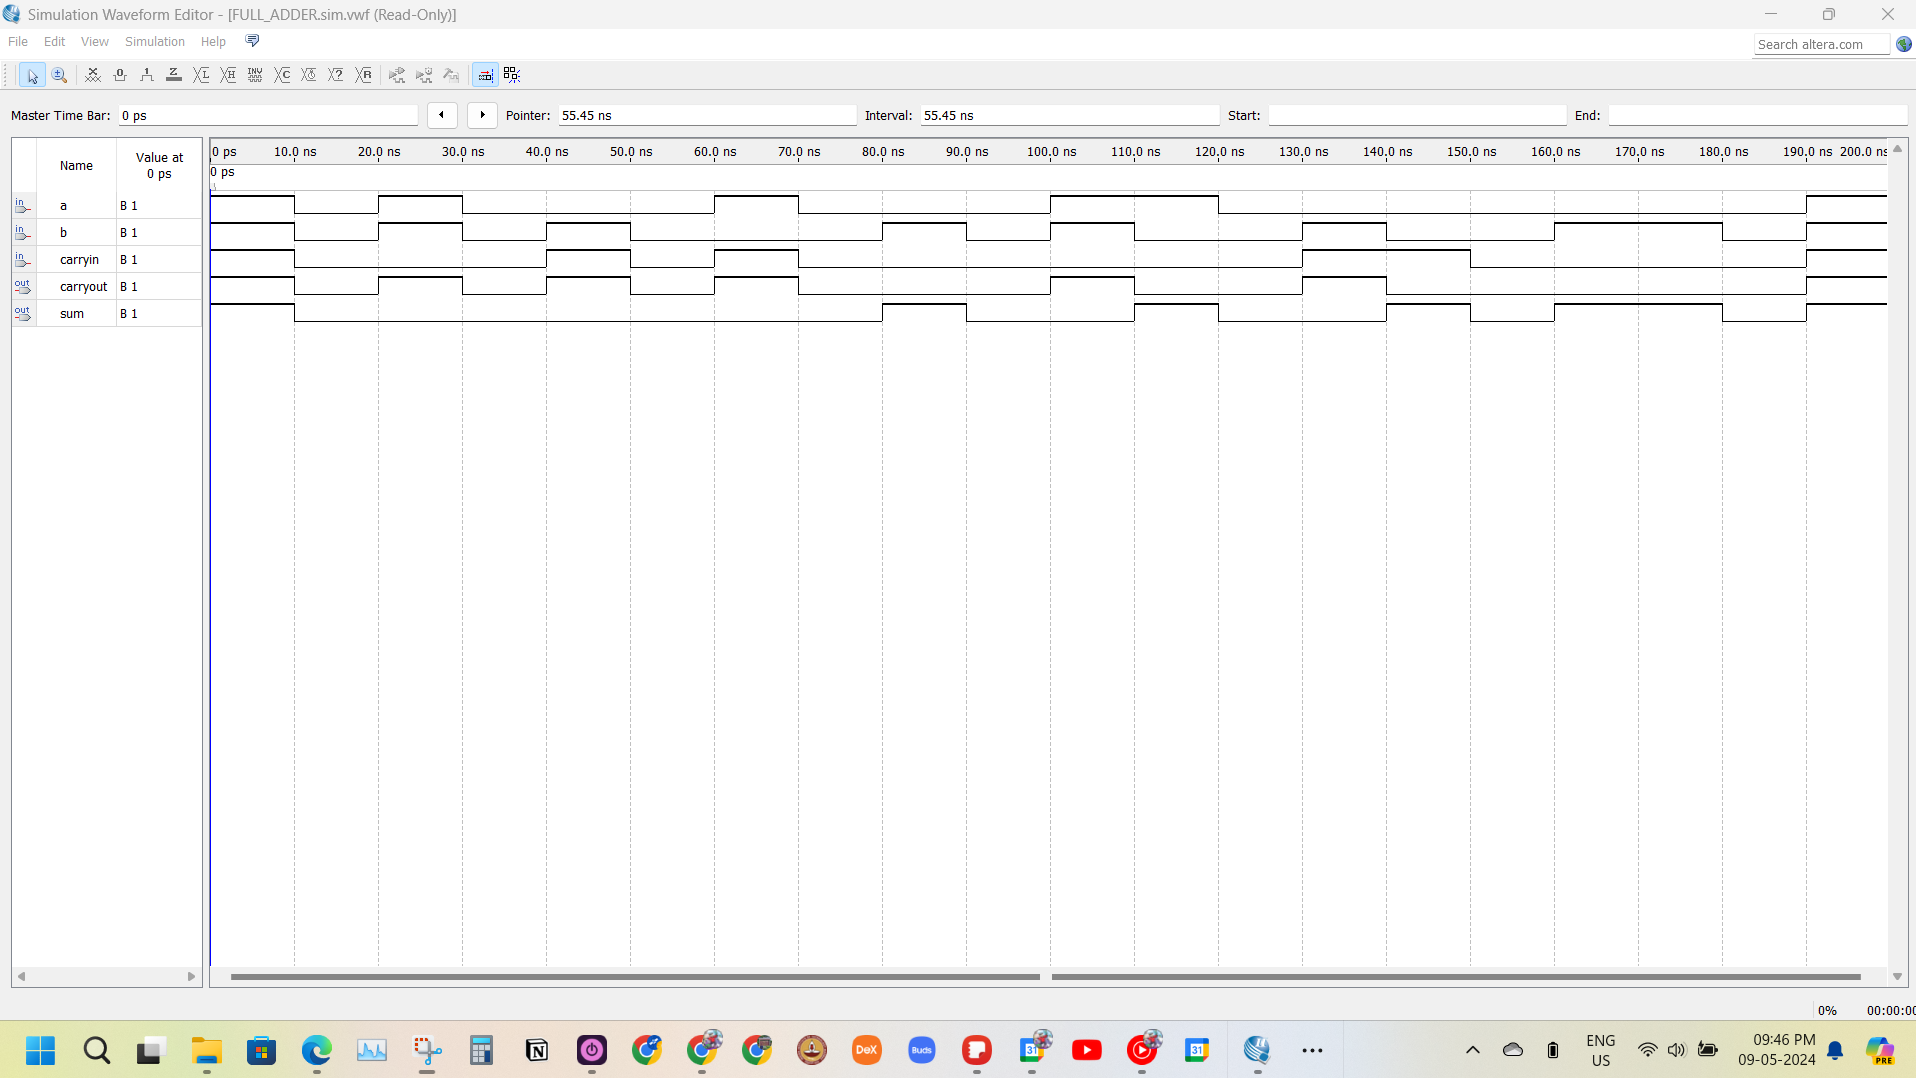 Simulation Waveform Editor - [FULL_ADDER.sim.vwf (Read-Only)]
File Edit View Simulation Help
Search altera.com
Master Time Bar: 0 ps Pointer: 55.45 ns Interval: 55.45 ns Start: End:
Name Value at 0 ps
0 ps 10.0 ns 20.0 ns 30.0 ns 40.0 ns 50.0 ns 60.0 ns 70.0 ns 80.0 ns 90.0 ns 100.0 ns 110.0 ns 120.0 ns 130.0 ns 140.0 ns 150.0 ns 160.0 ns 170.0 ns 180.0 ns 190.0 ns 200.0 ns
0 ps
in a B 1
in b B 1
in carryin B 1
out carryout B 1
out sum B 1
0% 00:00:00
DeX Buds 31 31
ENG
US
09:46 PM
09-05-2024
PRE